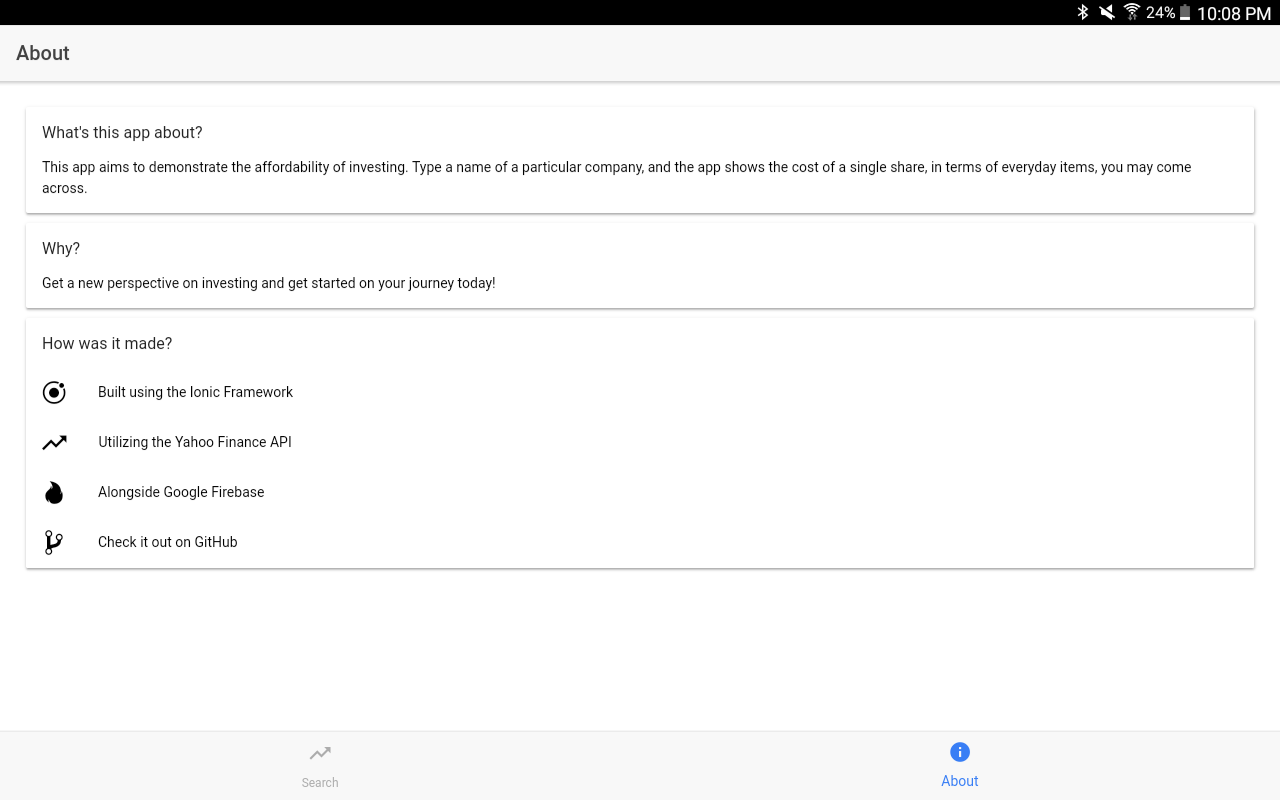 24% 10:08 PM
About
What's this app about?
This app aims to demonstrate the affordability of investing. Type a name of a particular company, and the app shows the cost of a single share, in terms of everyday items, you may come
across.
Why?
Get a new perspective on investing and get started on your journey today!
How was it made?
Built using the Ionic Framework
Utilizing the Yahoo Finance API
Alongside Google Firebase
Check it out on GitHub
Search
About